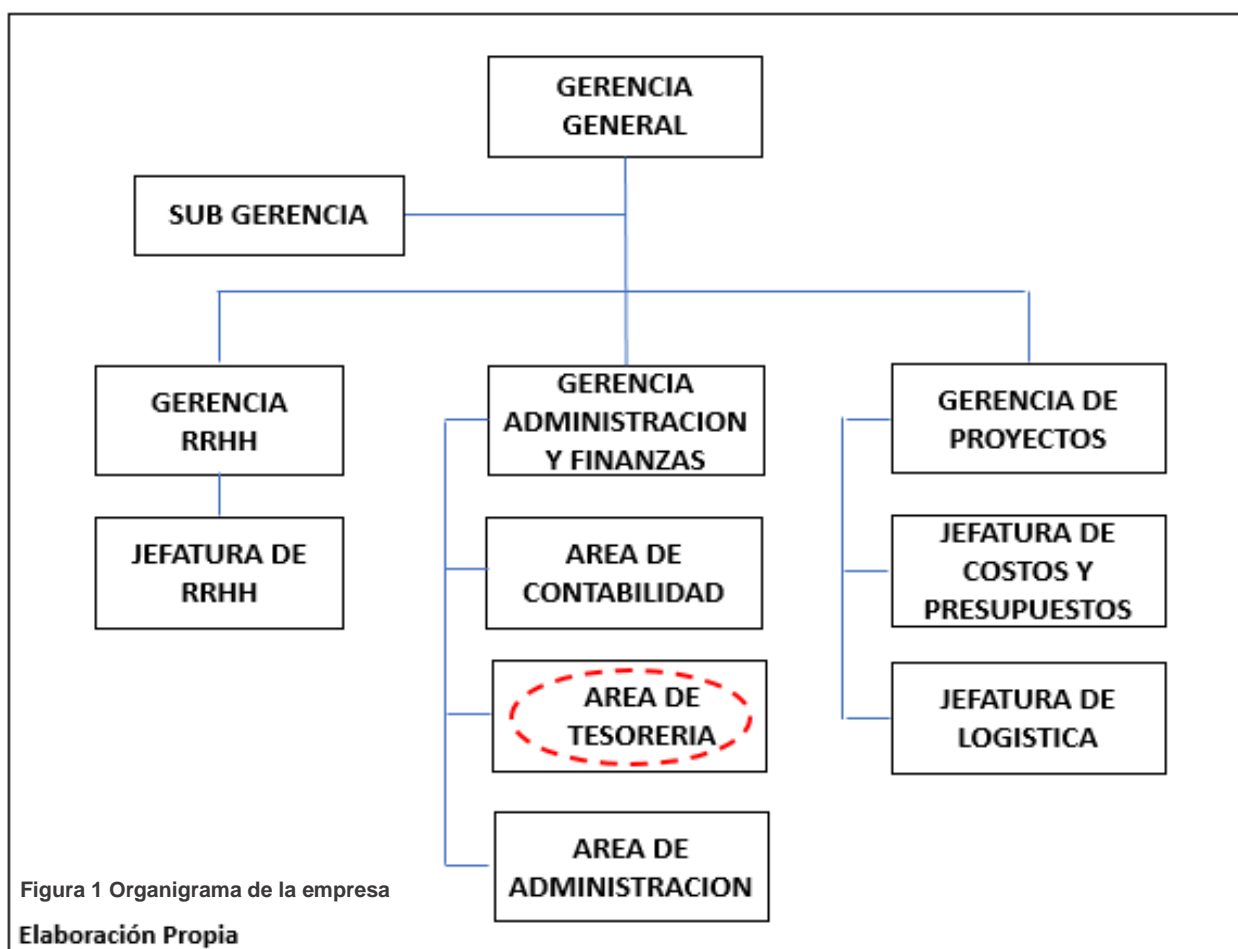 GERENCIA
GENERAL
SUB GERENCIA
GERENCIA
RRHH
GERENCIA
ADMINISTRACION
Y FINANZAS
GERENCIA DE
PROYECTOS
JEFATURA DE
RRHH
AREA DE
CONTABILIDAD
JEFATURA DE
COSTOS Y
PRESUPUESTOS
AREA DE
TESORERIA
JEFATURA DE
LOGISTICA
AREA DE
ADMINISTRACION
Figura 1 Organigrama de la empresa
Elaboración Propia